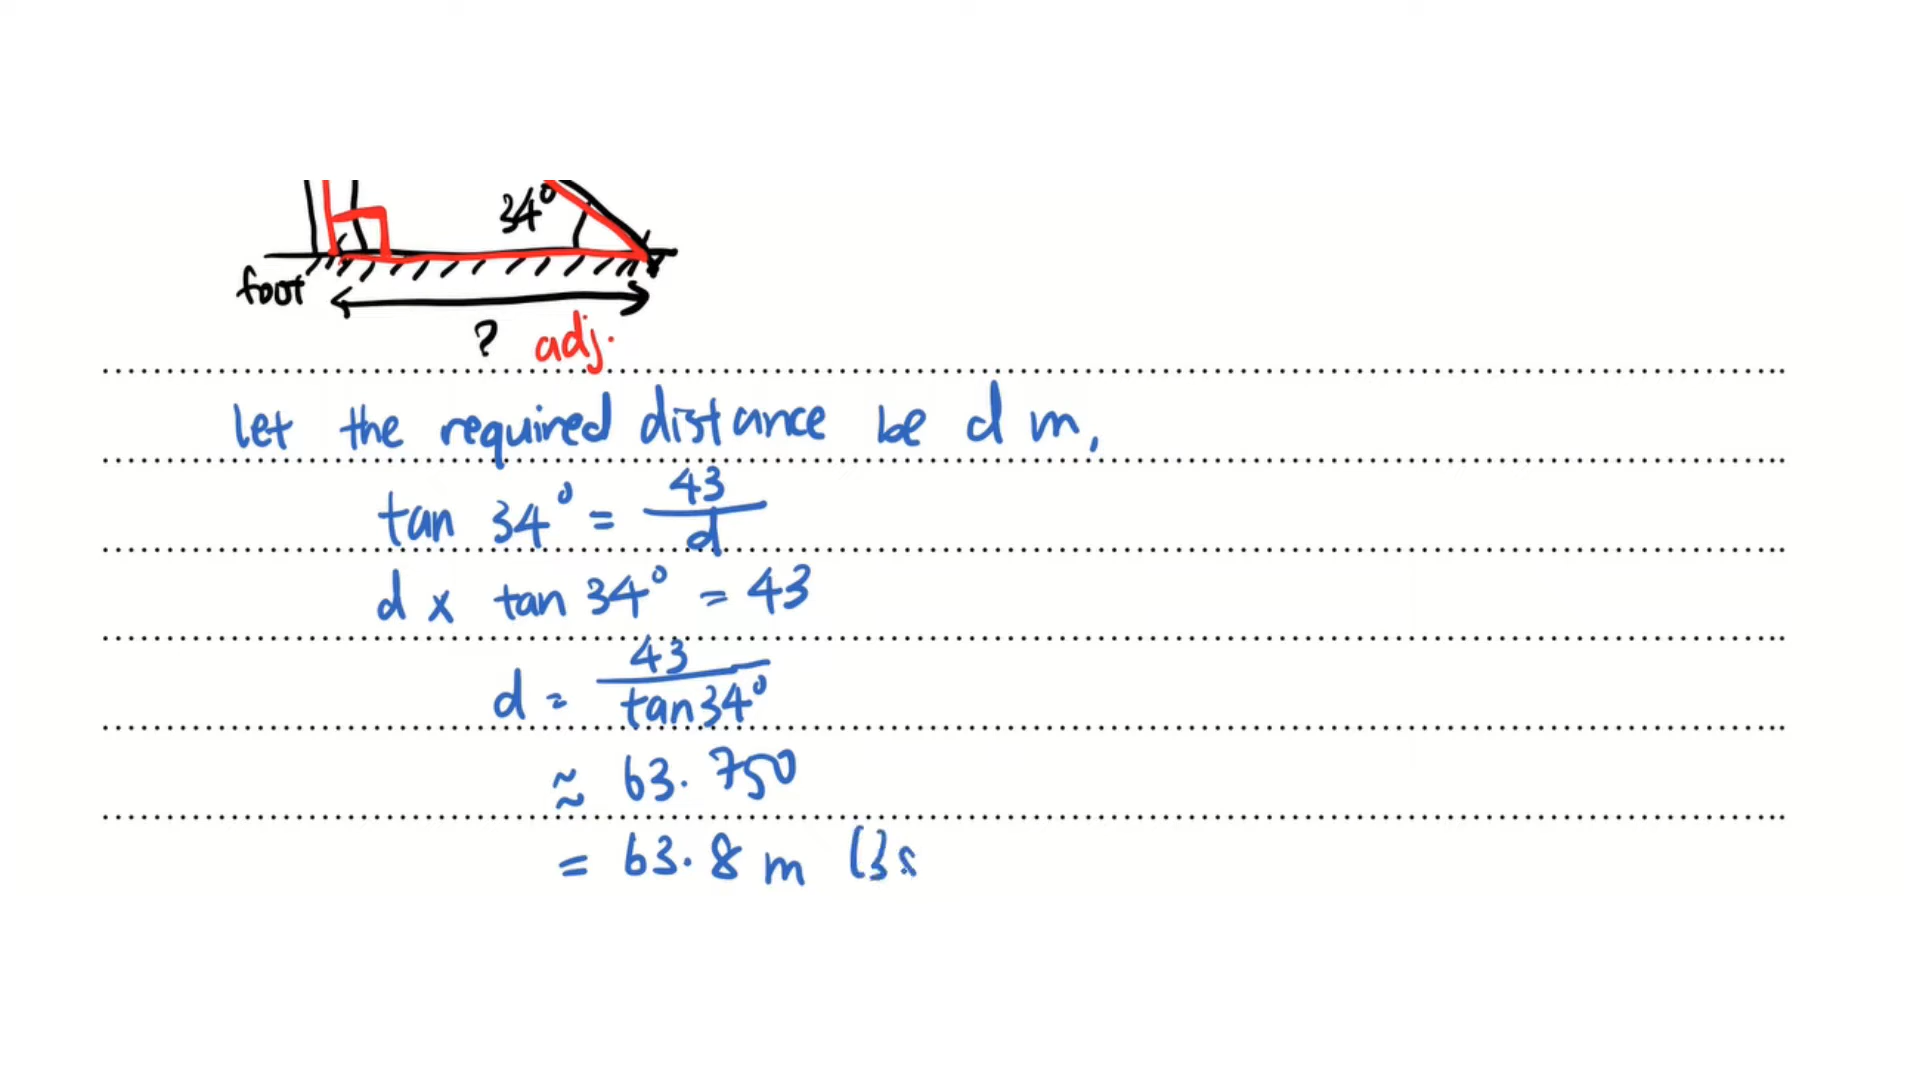 34°
foot
? adj.
let the required distance be d m,
tan 34° = 43/d
d x tan 34° = 43
d = 43/tan34°
≈ 63.750
= 63.8 m (3s